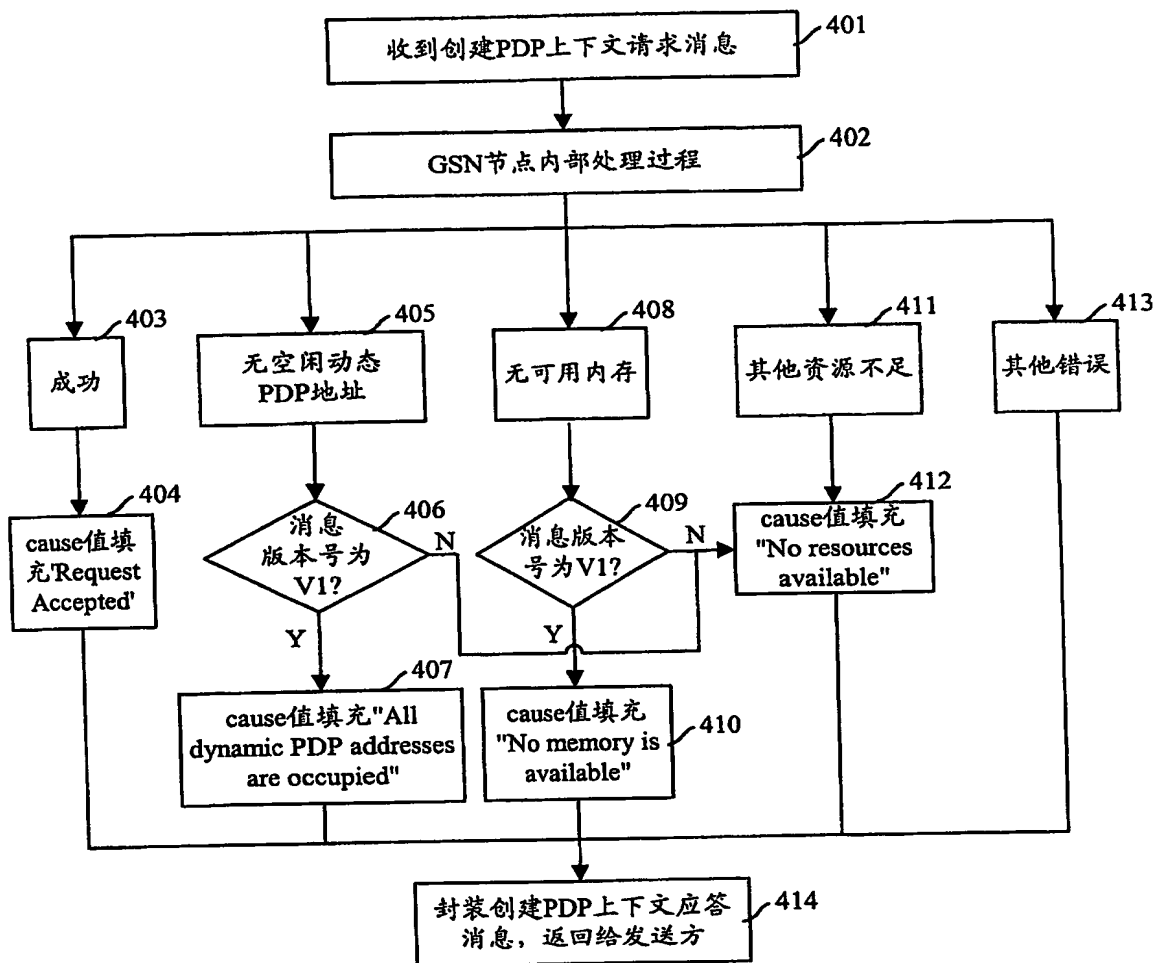 收到创建PDP上下文请求消息
401
GSN节点内部处理过程
402
403
成功
405
无空闲动态
PDP地址
408
无可用内存
411
其他资源不足
413
其他错误
404
cause值填
充'Request
Accepted'
406
消息
版本号为
V1?
N
Y
409
消息版本
号为V1?
N
Y
412
cause值填充
"No resources
available"
407
cause值填充"All
dynamic PDP addresses
are occupied"
410
cause值填充
"No memory is
available"
封装创建PDP上下文应答
消息，返回给发送方
414